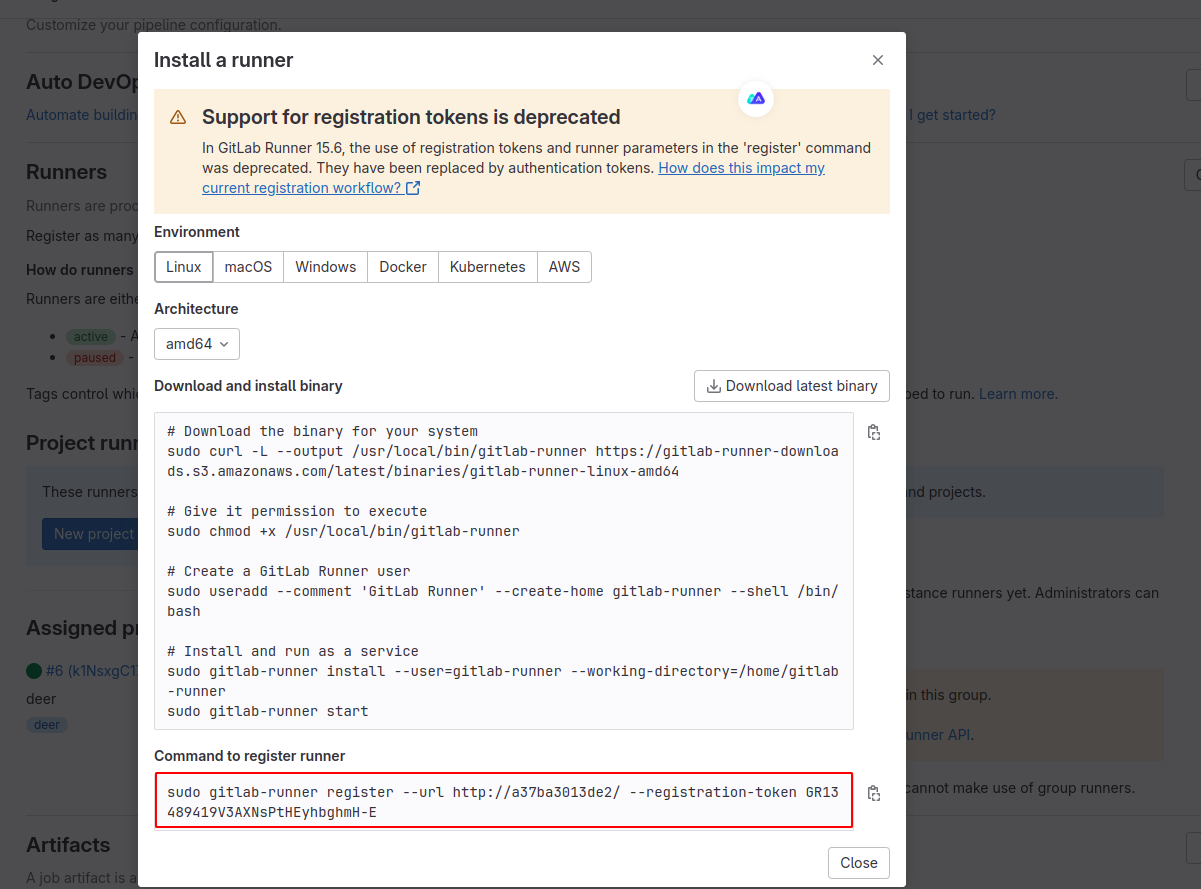 Customize your pipeline configuration.
Install a runner
Auto DevOp
Automate buildin
I get started?
Support for registration tokens is deprecated
In GitLab Runner 15.6, the use of registration tokens and runner parameters in the 'register' command
was deprecated. They have been replaced by authentication tokens. How does this impact my
current registration workflow?
Runners
Runners are proc
Register as many
How do runners
Runners are eithe
active - A
paused -
Tags control whic
ped to run. Learn more.
Environment
Linux
macOS
Windows
Docker
Kubernetes
AWS
Architecture
amd64
Download and install binary
Download latest binary
# Download the binary for your system
sudo curl -L --output /usr/local/bin/gitlab-runner https://gitlab-runner-downloa
ds.s3.amazonaws.com/latest/binaries/gitlab-runner-linux-amd64
# Give it permission to execute
sudo chmod +x /usr/local/bin/gitlab-runner
# Create a GitLab Runner user
sudo useradd --comment 'GitLab Runner' --create-home gitlab-runner --shell /bin/
bash
# Install and run as a service
sudo gitlab-runner install --user=gitlab-runner --working-directory=/home/gitlab
-runner
sudo gitlab-runner start
Project runn
These runners
nd projects.
New project
stance runners yet. Administrators can
Assigned pr
#6 (k1NsxgC1
deer
deer
in this group.
unner API.
cannot make use of group runners.
Command to register runner
sudo gitlab-runner register --url http://a37ba3013de2/ --registration-token GR13
489419V3AXNsPtHEyhbghmH-E
Close
Artifacts
A job artifact is a